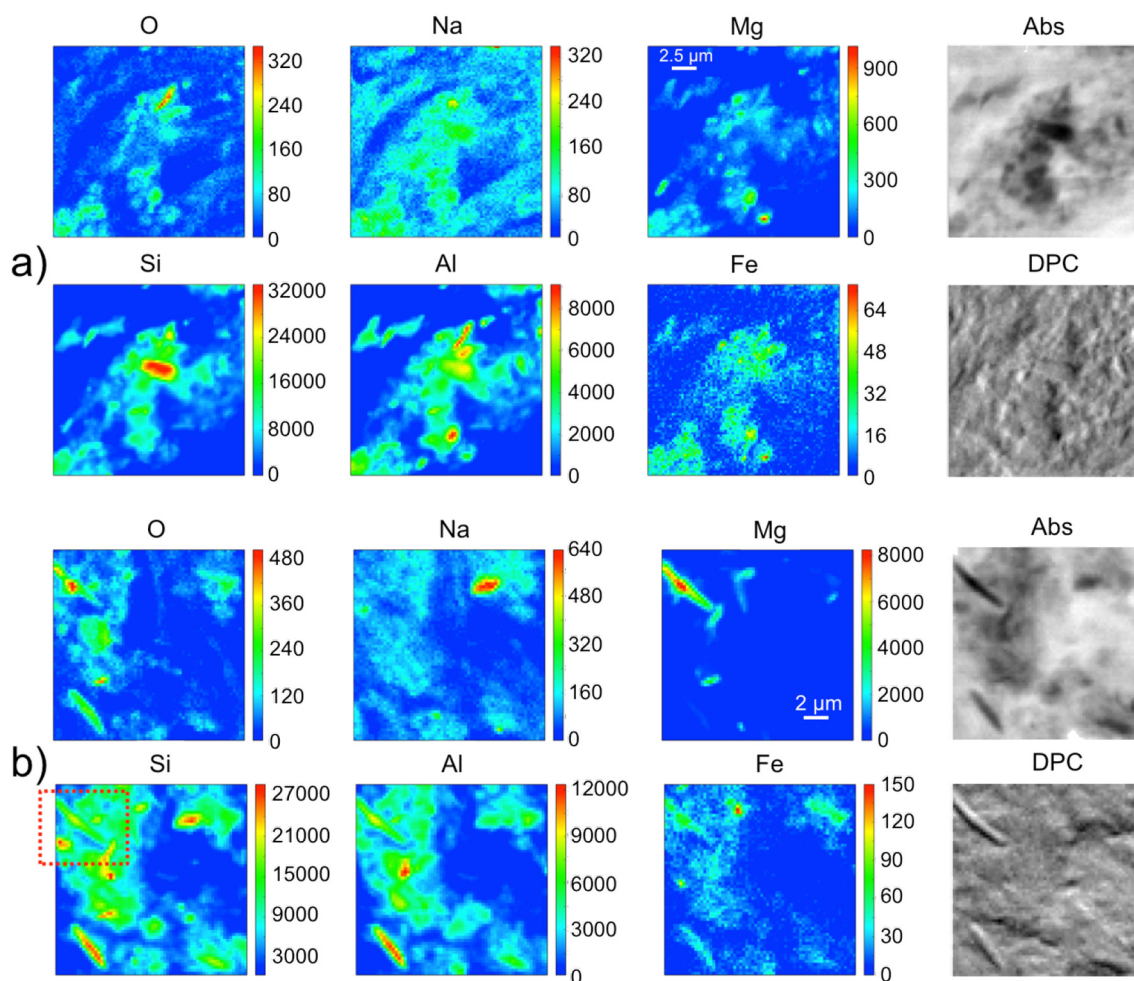 O Na Mg Abs
320 320 2.5 µm 900
240 240 600
160 160 300
80 80
0 0 0
a) Si Al Fe DPC
32000 8000 64
24000 6000 48
16000 4000 32
8000 2000 16
0 0 0
O Na Mg Abs
480 640 8000
360 480 6000
240 320 4000
120 160 2000
0 0 2 µm 0
b) Si Al Fe DPC
27000 12000 150
21000 9000 120
15000 6000 90
9000 3000 60
3000 0 30
0